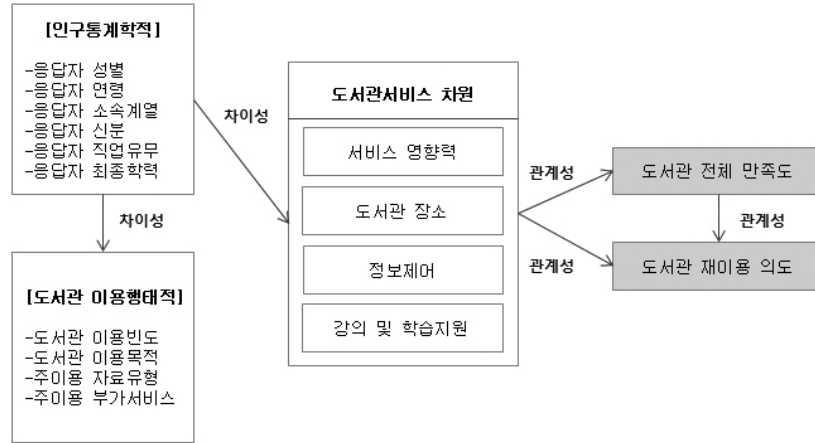 [인구통계학적]
-응답자 성별
-응답자 연령
-응답자 소속계열
-응답자 신분
-응답자 직업유무
-응답자 최종학력
차이성
[도서관 이용행태적]
-도서관 이용빈도
-도서관 이용목적
-주이용 자료유형
-주이용 부가서비스
차이성
도서관서비스 차원
서비스 영향력
도서관 장소
정보제어
강의 및 학습지원
관계성
관계성
도서관 전체 만족도
관계성
도서관 재이용 의도